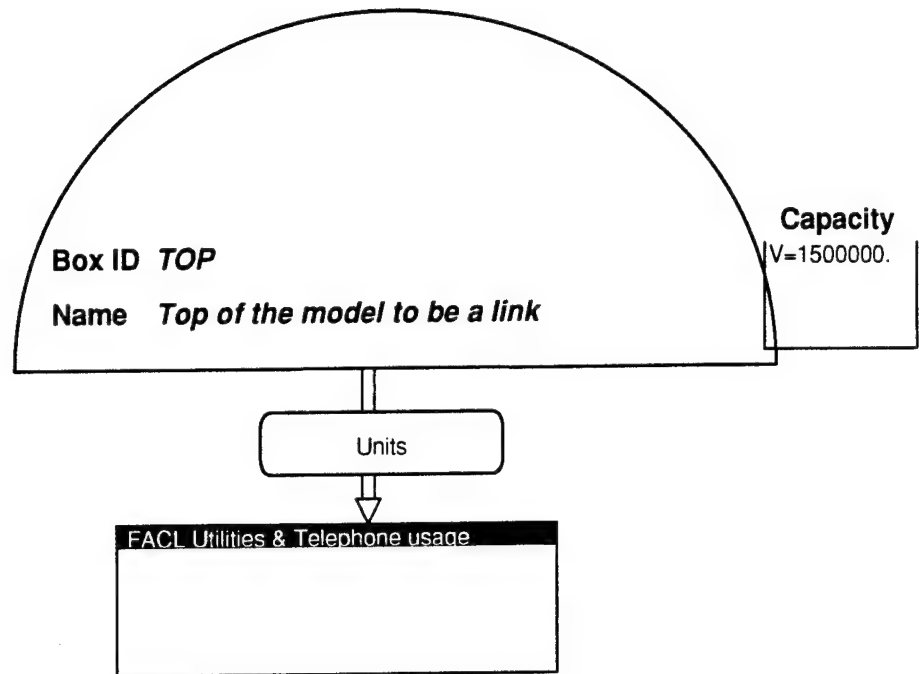 Capacity
V=1500000.
Box ID TOP
Name Top of the model to be a link
Units
FACL Utilities & Telephone usage